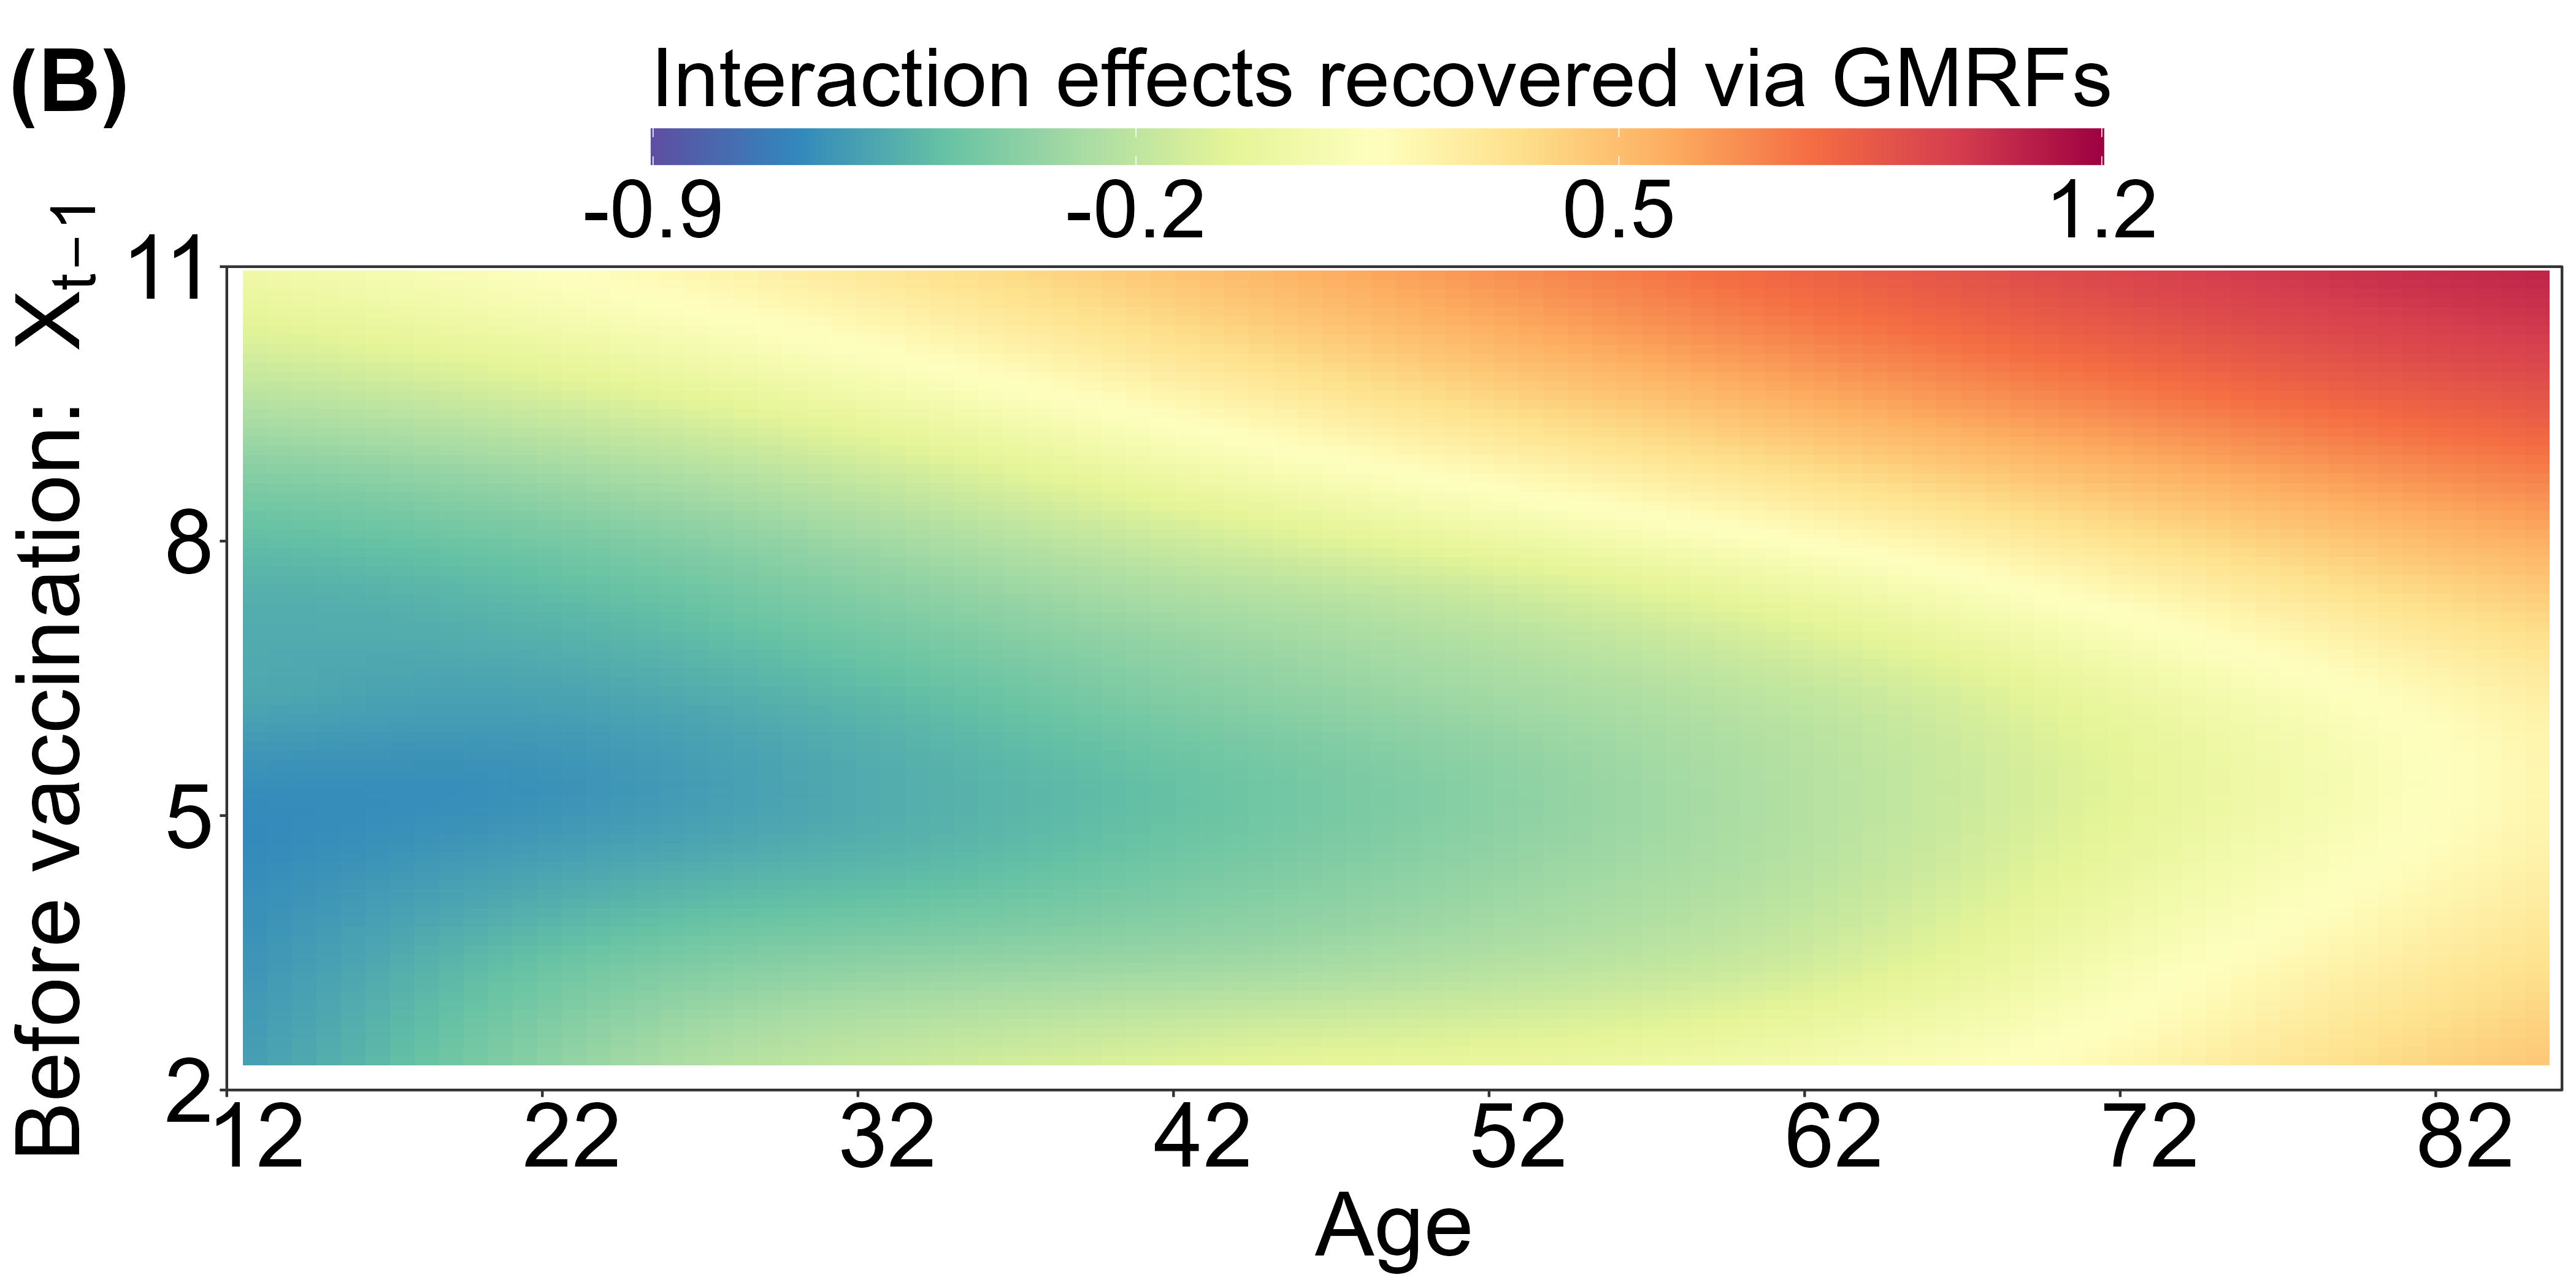 (B)
Interaction effects recovered via GMRFs
-0.9 -0.2 0.5 1.2
Before vaccination: Xt−1
11
8
5
2
12 22 32 42 52 62 72 82
Age